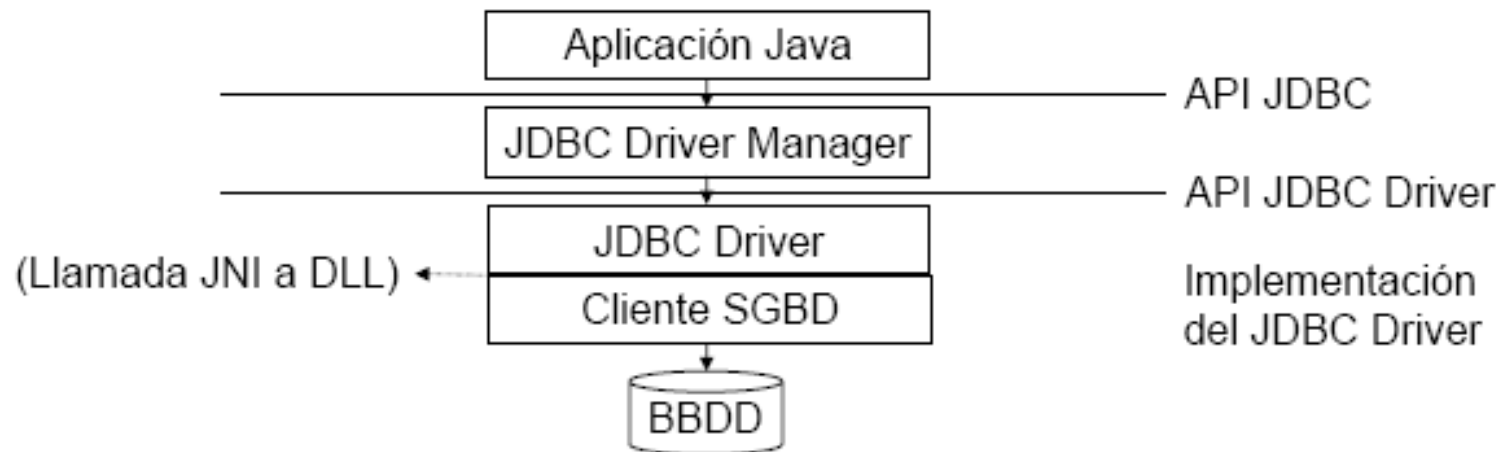 Aplicación Java
API JDBC
JDBC Driver Manager
API JDBC Driver
JDBC Driver
(Llamada JNI a DLL)
Cliente SGBD
Implementación
del JDBC Driver
BBDD